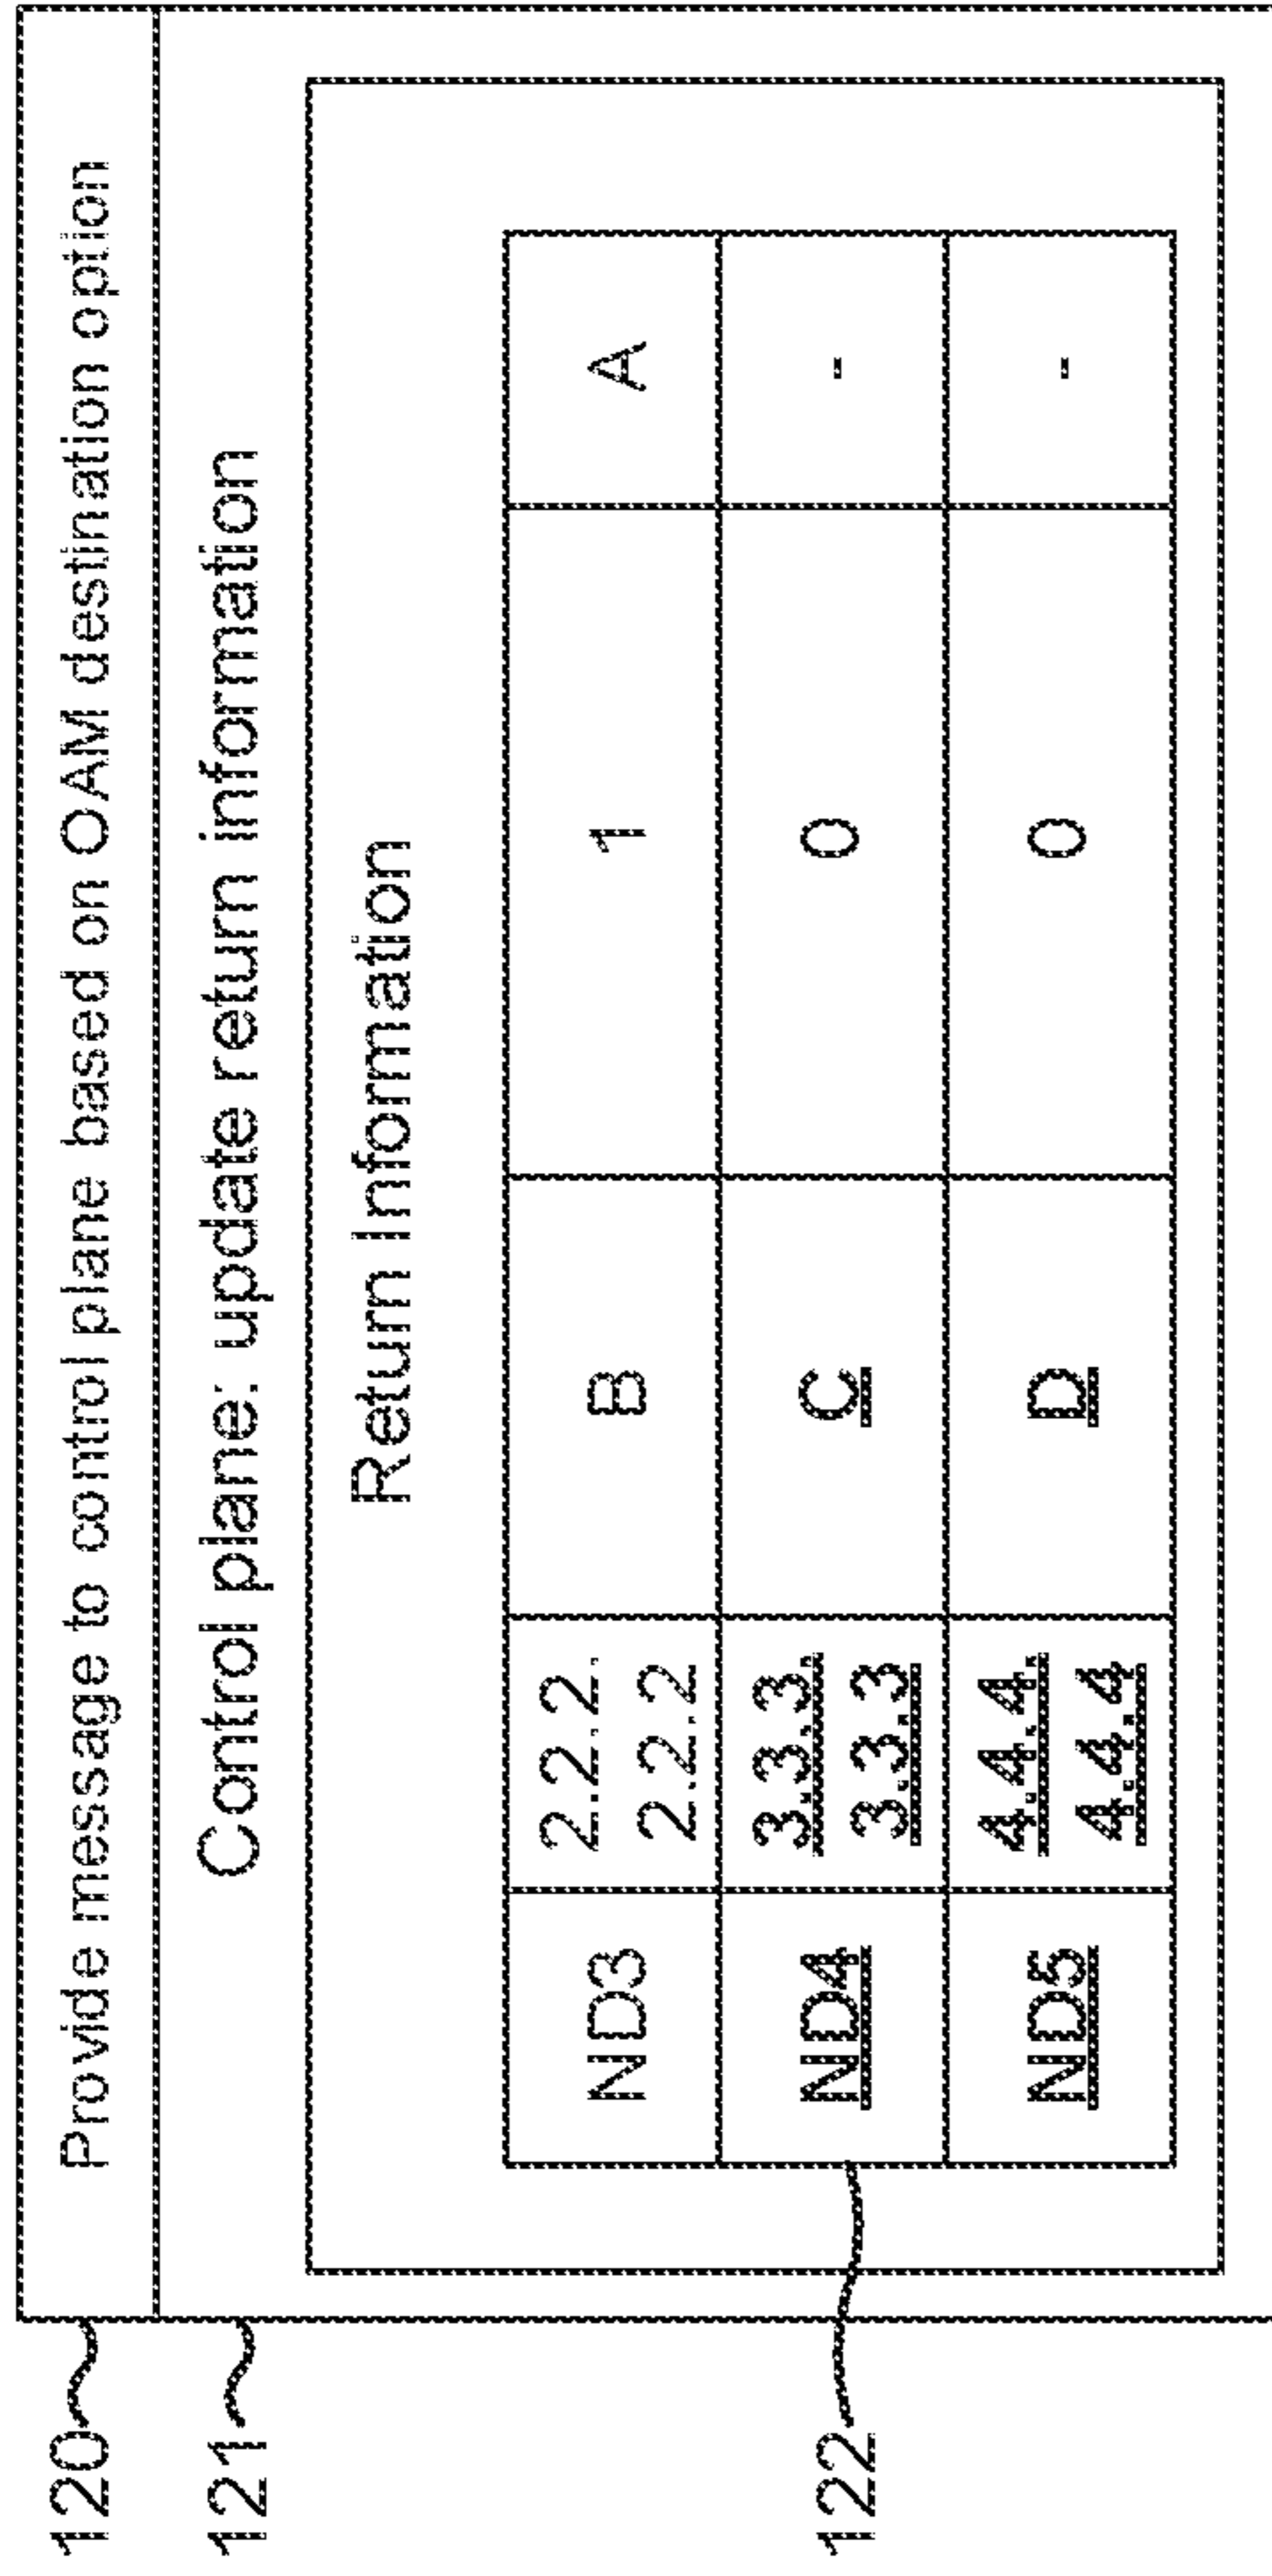 120
Provide message to control plane based on OAM destination option
121
Control plane: update return information
Return Information
ND3 2.2.2. B 1 A
2.2.2
122
ND4 3.3.3. C 0 -
3.3.3
ND5 4.4.4. D 0 -
4.4.4